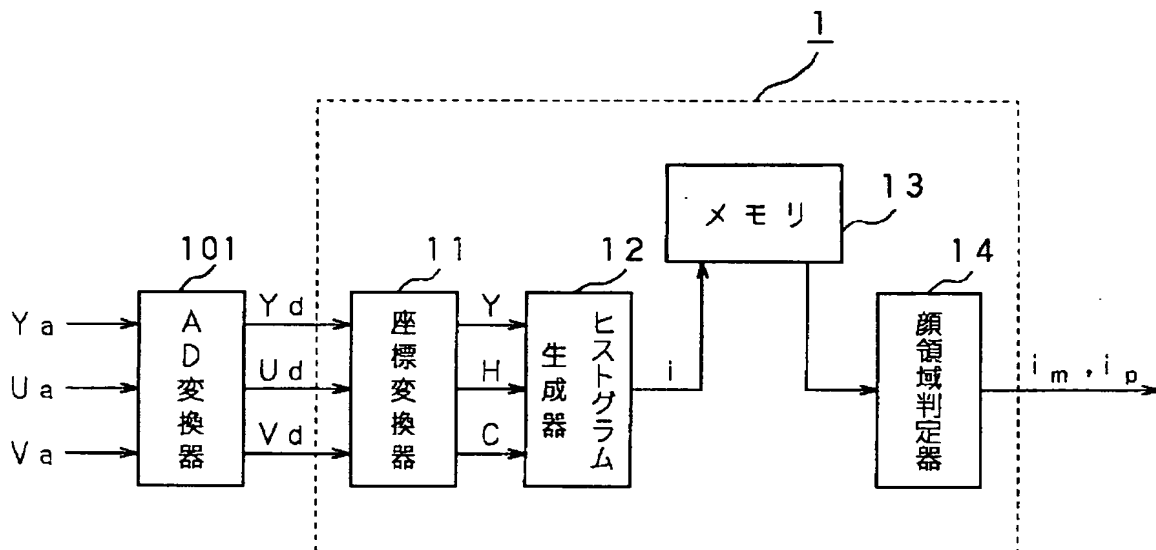 1
メモリ
13
101
11
12
14
Ya
Ua
Va
AD変換器
Yd
Ud
Vd
座標変換器
Y
H
C
ヒストグラム
生成器
i
顔領域判定器
im,ip